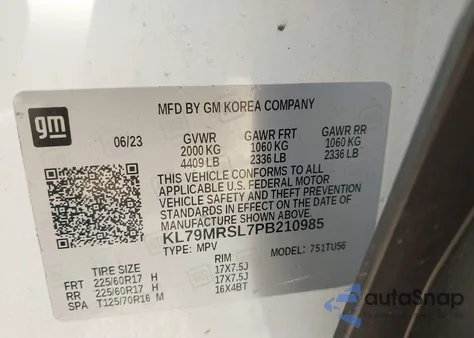 MFD BY GM KOREA COMPANY
gm
06/23 GVWR GAWR FRT GAWR RR
2000 KG 1060 KG 1060 KG
4409 LB 2336 LB 2336 LB
THIS VEHICLE CONFORMS TO ALL
APPLICABLE U.S. FEDERAL MOTOR
VEHICLE SAFETY AND THEFT
PREVENTION STANDARDS IN EFFECT ON
THE DATE OF MANUFACTURE SHOWN ABOVE.
KL79MRSL7PB210985
TYPE: MPV MODEL: 751TU56
TIRE SIZE RIM
FRT 225/60R17 H 17X7.5J
RR 225/60R17 H 17X7.5J
SPA T125/70R16 M 16X4BT
autoSnap